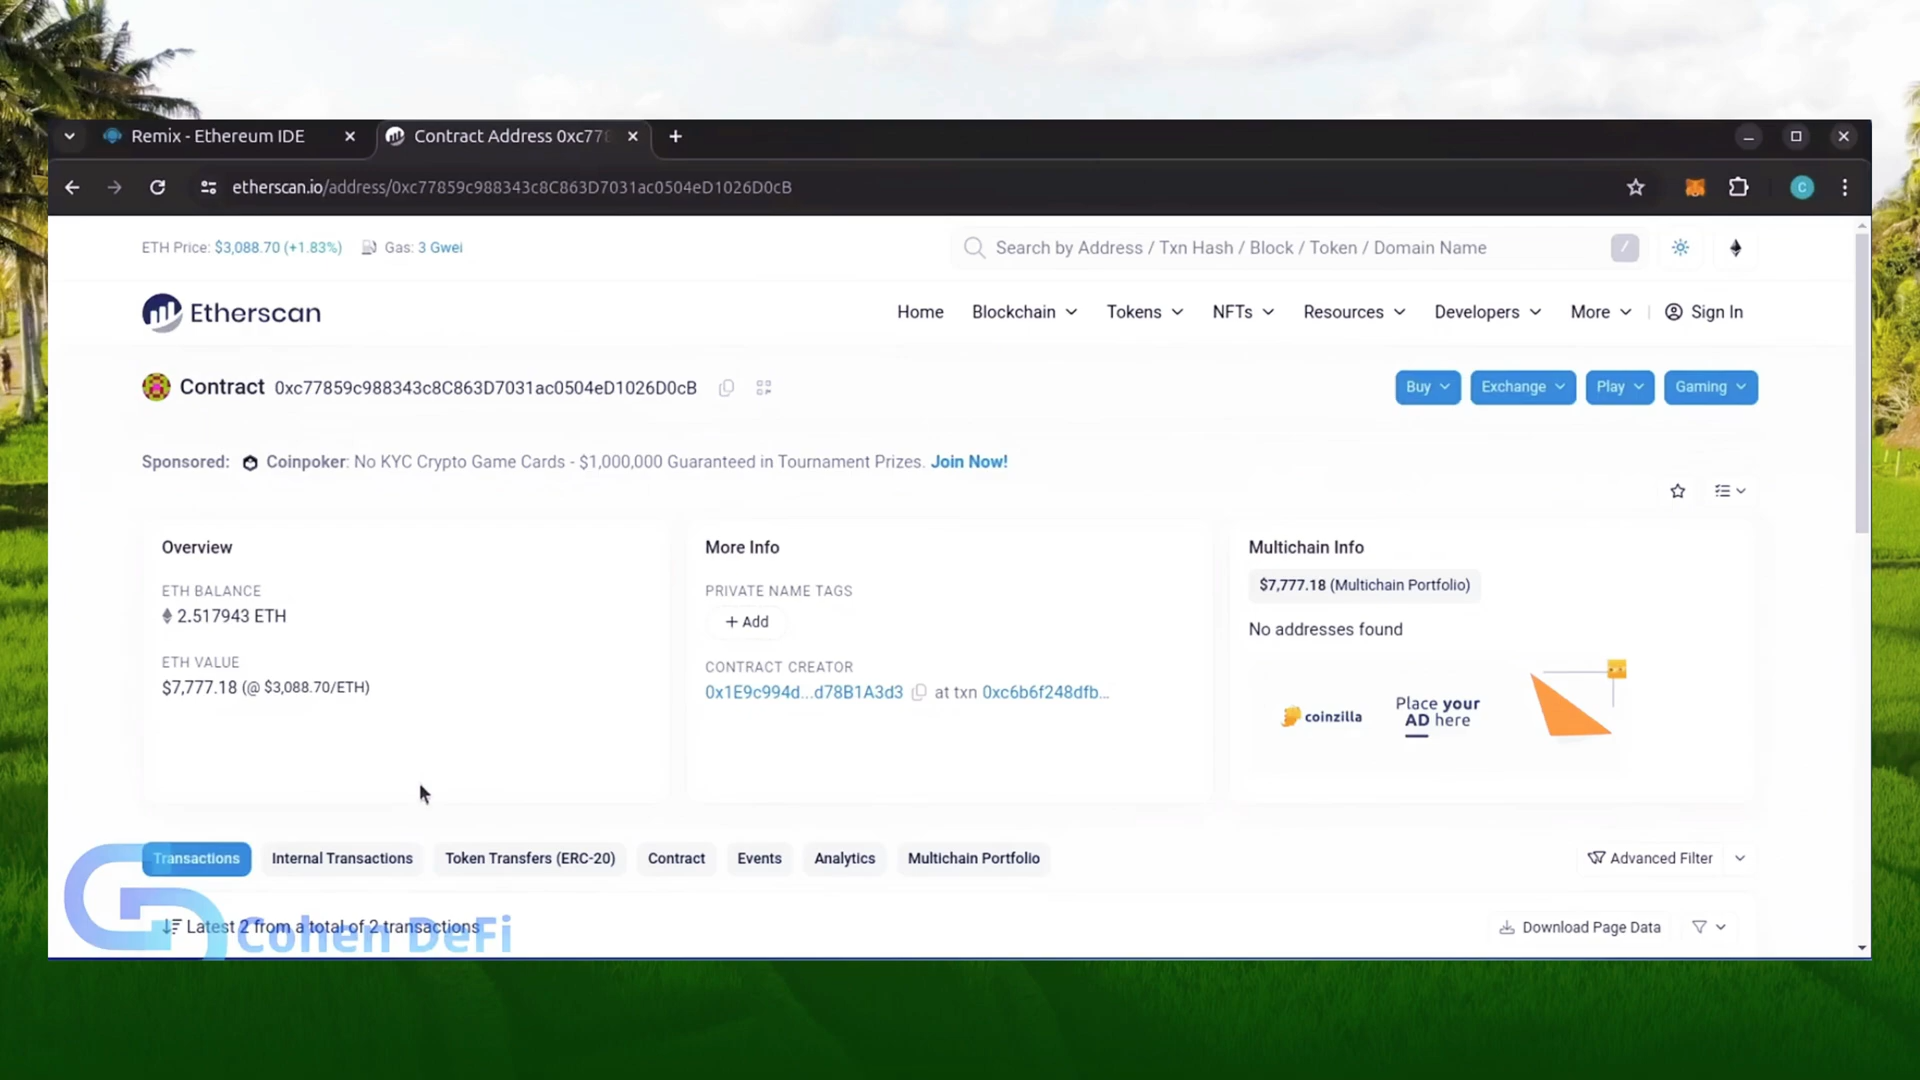 Remix - Ethereum IDE
Contract Address 0xc778
etherscan.io/address/0xc77859c988343c8C863D7031ac0504eD1026D0cB
C
ETH Price: $3,088.70 (+1.83%) Gas: 3 Gwei
Search by Address / Txn Hash / Block / Token / Domain Name
/
Etherscan
Home Blockchain Tokens NFTs Resources Developers More Sign In
Contract 0xc77859c988343c8C863D7031ac0504eD1026D0cB
Buy Exchange Play Gaming
Sponsored: Coinpoker: No KYC Crypto Game Cards - $1,000,000 Guaranteed in Tournament Prizes. Join Now!
Overview
ETH BALANCE
2.517943 ETH
ETH VALUE
$7,777.18 (@ $3,088.70/ETH)
More Info
PRIVATE NAME TAGS
+ Add
CONTRACT CREATOR
0x1E9c994d...d78B1A3d3 at txn 0xc6b6f248dfb...
Multichain Info
$7,777.18 (Multichain Portfolio)
No addresses found
coinzilla
Place your
AD here
Transactions Internal Transactions Token Transfers (ERC-20) Contract Events Analytics Multichain Portfolio
Advanced Filter
Latest 2 from a total of 2 transactions
Cohen DeFi
Download Page Data